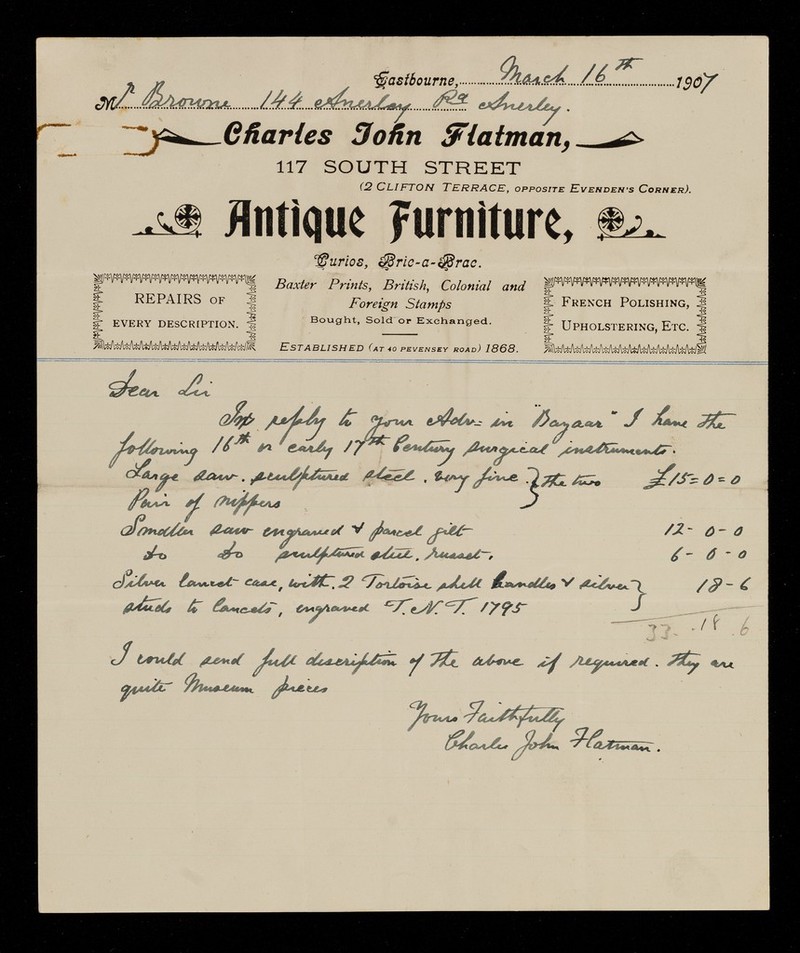 Eastbourne, March 16th 1907
Mr Browne 144 Anerley Rd Anerley.
Charles John Flatman,
117 SOUTH STREET
(2 CLIFTON TERRACE, OPPOSITE EVENDEN'S CORNER).
Antique Furniture,
Curios, Bric-a-Brac.
REPAIRS OF
EVERY DESCRIPTION.
Baxter Prints, British, Colonial and
Foreign Stamps
Bought, Sold or Exchanged.
ESTABLISHED (AT 40 PEVENSEY ROAD) 1868.
FRENCH POLISHING,
UPHOLSTERING, ETC.
Dear Sir
In reply to your Adv= in "Bazaar" I have the
following 16th or early 17th Century surgical instruments.
Large saw. sculptured steel. very fine. } the two £15=0=0
Pair of Nippers
Smaller saw engraved & parcel gilt 12-0-0
do do sculptured steel. russet. 6-0-0
Silver lancet case, with. 2 Tortoise shell handles & silver } 18-6
studs to lancets, engraved T.N.T. 1795
33.-18.6
I could send full description of the above if required. They are
quite Museum pieces
Yours Faithfully
Charles John Flatman.